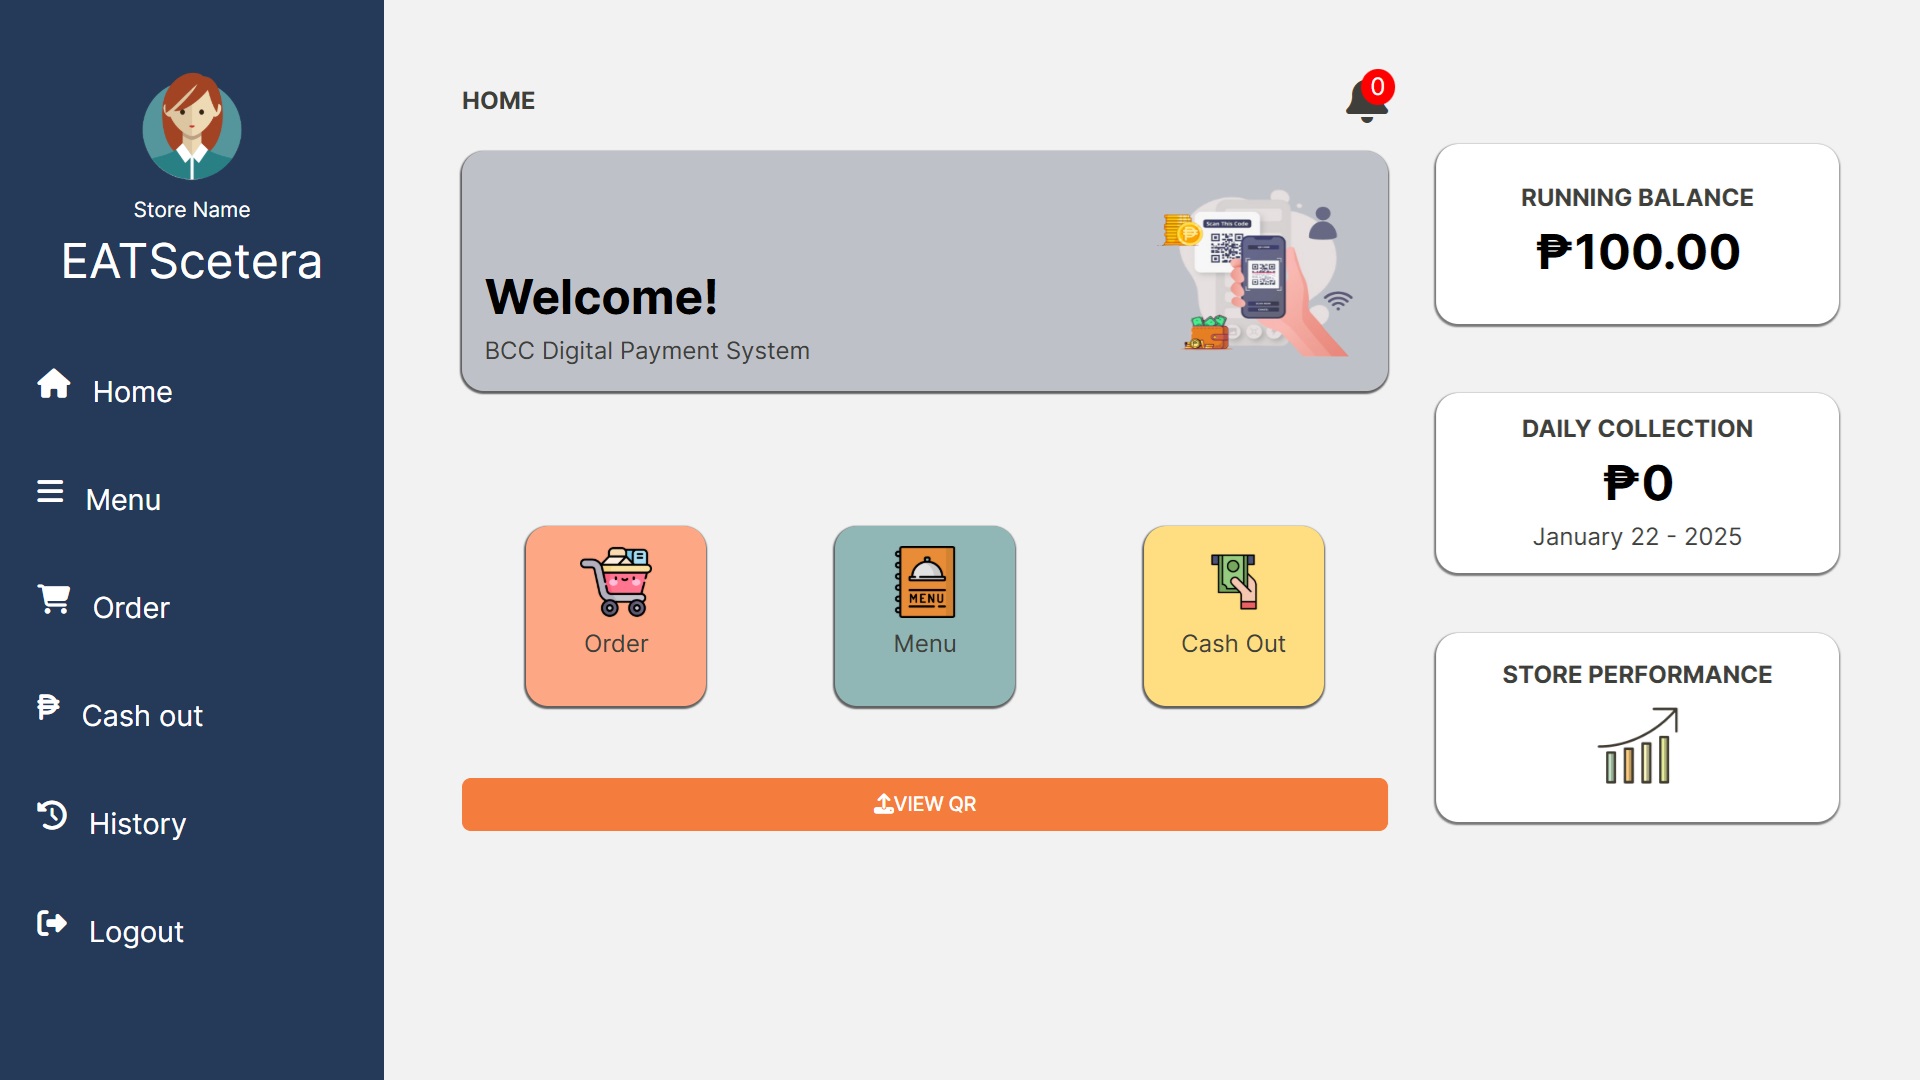 Store Name
EATScetera
Home
Menu
Order
Cash out
History
Logout
HOME
0
Welcome!
BCC Digital Payment System
Scan This Code
MENU
Order
Menu
Cash Out
VIEW QR
RUNNING BALANCE
₱100.00
DAILY COLLECTION
₱0
January 22 - 2025
STORE PERFORMANCE